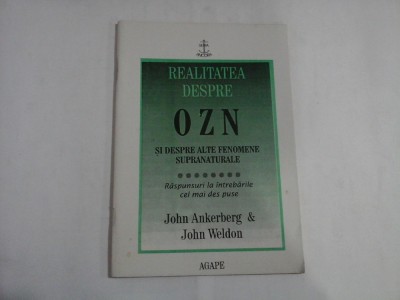 REALITATEA
DESPRE
OZN
ȘI DESPRE ALTE FENOMENE
SUPRANATURALE
Răspunsuri la întrebările
cel mai des puse
John Ankerberg &
John Weldon
AGAPE